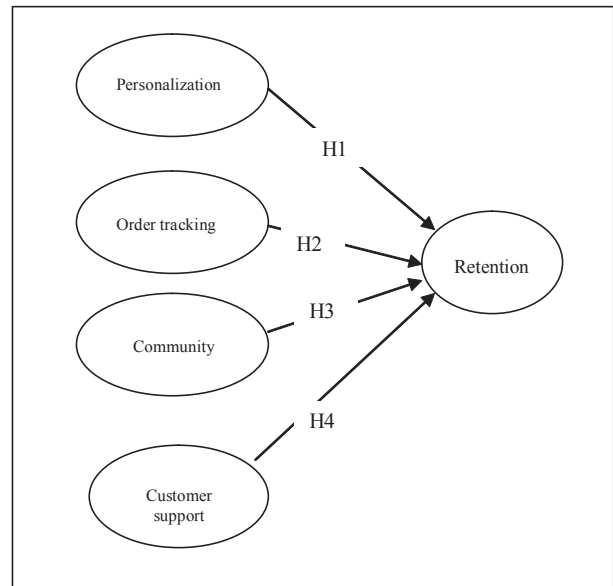 Personalization
H1
Order tracking
H2
Retention
H3
Community
H4
Customer
support